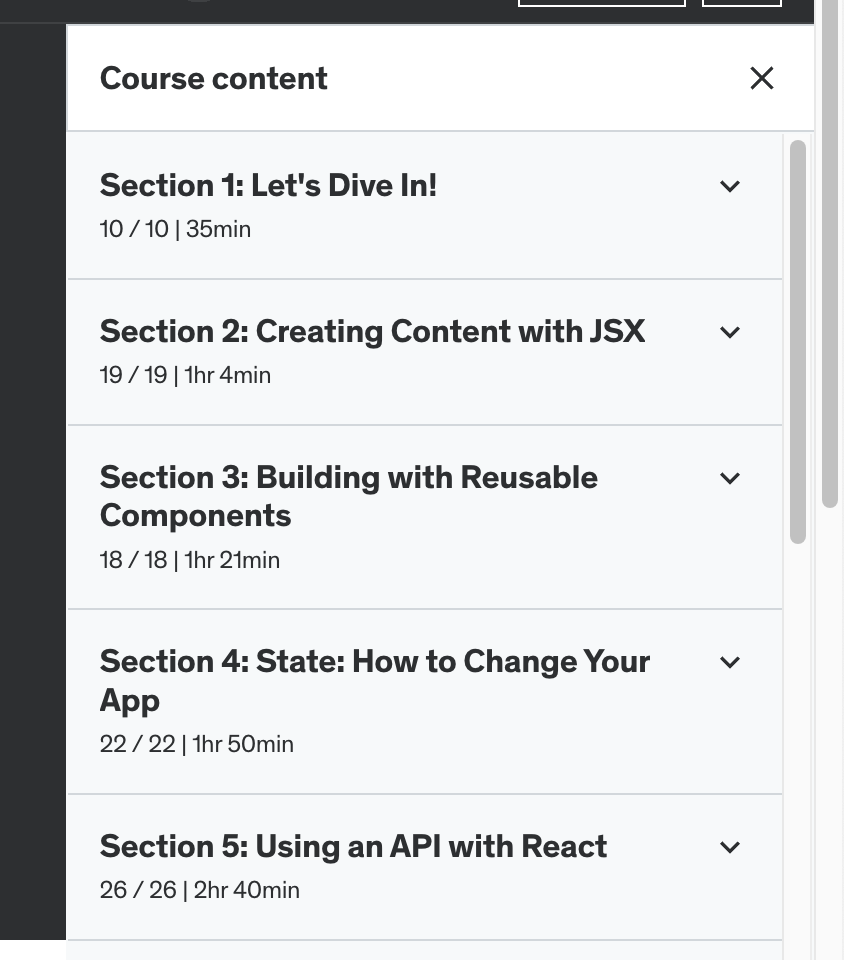 Course content
Section 1: Let's Dive In!
10 / 10 | 35min
Section 2: Creating Content with JSX
19 / 19 | 1hr 4min
Section 3: Building with Reusable
Components
18 / 18 | 1hr 21min
Section 4: State: How to Change Your
App
22 / 22 | 1hr 50min
Section 5: Using an API with React
26 / 26 | 2hr 40min